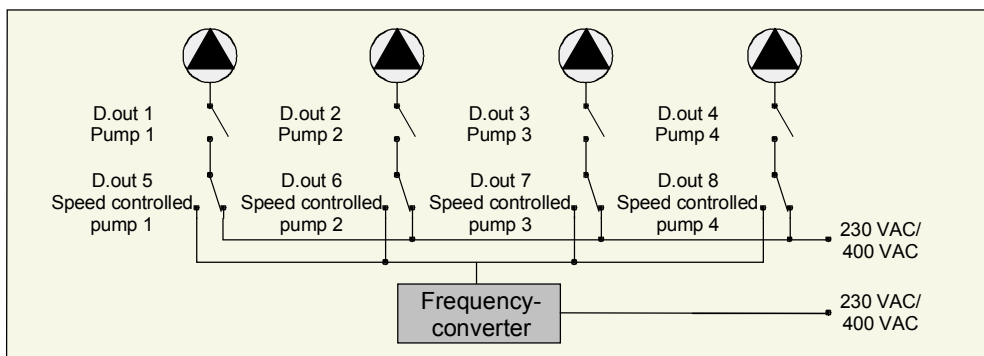 D.out 1
Pump 1
D.out 2
Pump 2
D.out 3
Pump 3
D.out 4
Pump 4
D.out 5
Speed controlled
pump 1
D.out 6
Speed controlled
pump 2
D.out 7
Speed controlled
pump 3
D.out 8
Speed controlled
pump 4
230 VAC/
400 VAC
Frequency-
converter
230 VAC/
400 VAC